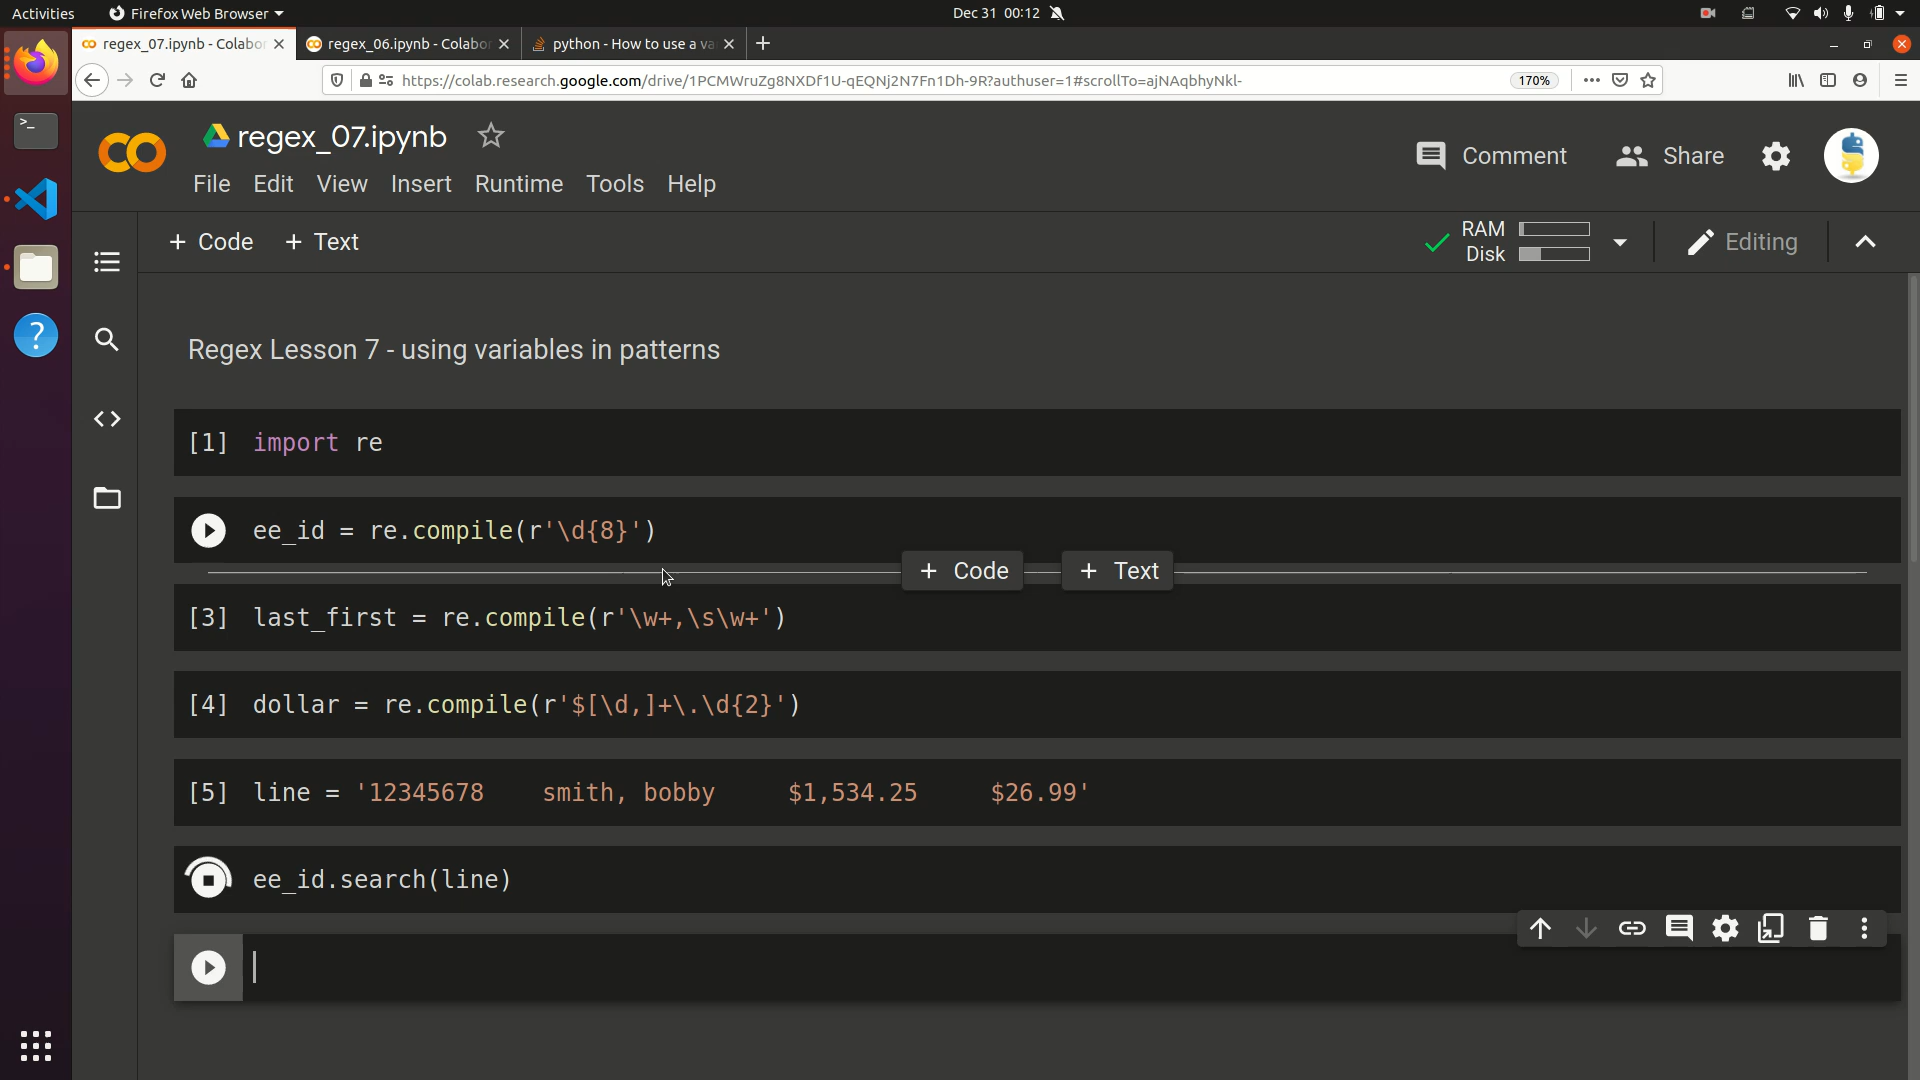 Activities Firefox Web Browser Dec 31 00:12
regex_07.ipynb - Colabo regex_06.ipynb - Colabo python - How to use a va
https://colab.research.google.com/drive/1PCMWruZg8NXDf1U-qEQNj2N7Fn1Dh-9R?authuser=1#scrollTo=ajNAqbhyNkl- 170%
regex_07.ipynb
Comment Share
File Edit View Insert Runtime Tools Help
+ Code + Text RAM Disk Editing
Regex Lesson 7 - using variables in patterns
[1] import re
ee_id = re.compile(r'\d{8}')
+ Code + Text
[3] last_first = re.compile(r'\w+,\s\w+')
[4] dollar = re.compile(r'$[\d,]+\.\d{2}')
[5] line = '12345678    smith, bobby     $1,534.25     $26.99'
ee_id.search(line)